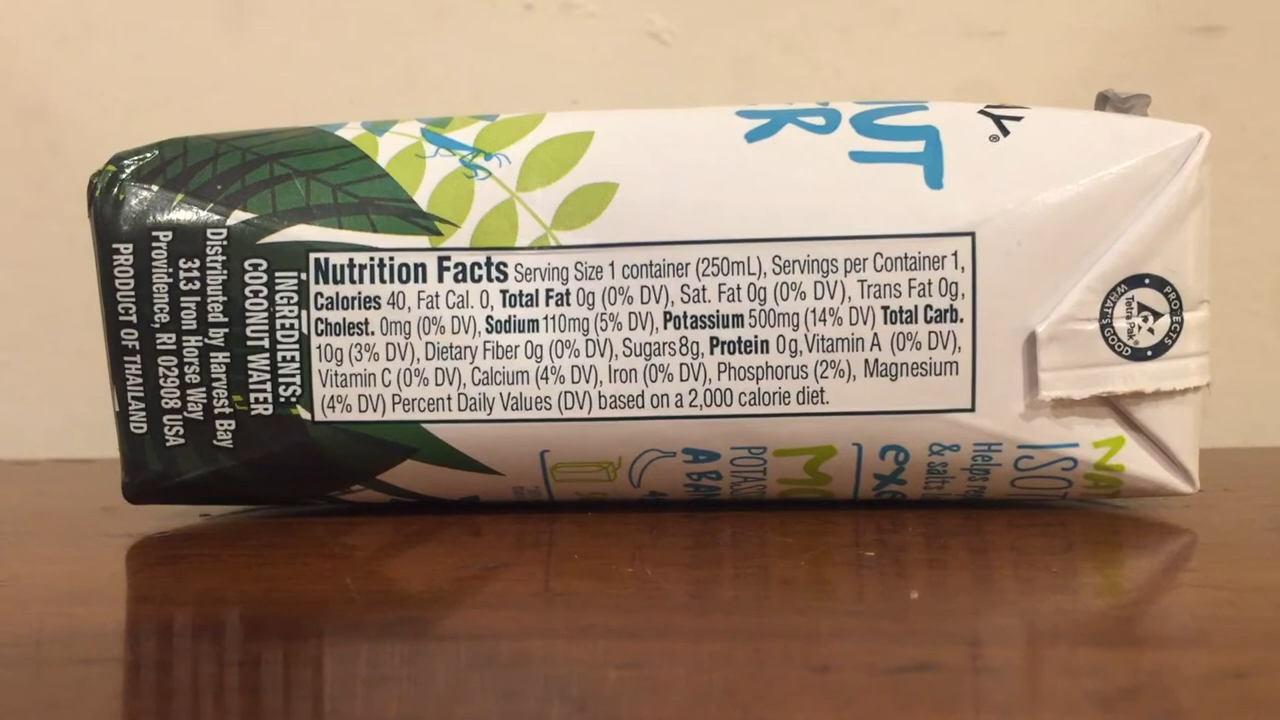 Nutrition Facts Serving Size 1 container (250mL), Servings per Container 1,
Calories 40, Fat Cal. 0, Total Fat 0g (0% DV), Sat. Fat 0g (0% DV), Trans Fat 0g,
Cholest. 0mg (0% DV), Sodium 110mg (5% DV), Potassium 500mg (14% DV) Total Carb.
10g (3% DV), Dietary Fiber 0g (0% DV), Sugars 8g, Protein 0g, Vitamin A (0% DV),
Vitamin C (0% DV), Calcium (4% DV), Iron (0% DV), Phosphorus (2%), Magnesium
(4% DV) Percent Daily Values (DV) based on a 2,000 calorie diet.
INGREDIENTS:
COCONUT WATER
Distributed by Harvest Bay
313 Iron Horse Way
Providence, RI 02908 USA
PRODUCT OF THAILAND
PROTECTS
WHAT'S GOOD
Tetra Pak®
Helps
& salts
A